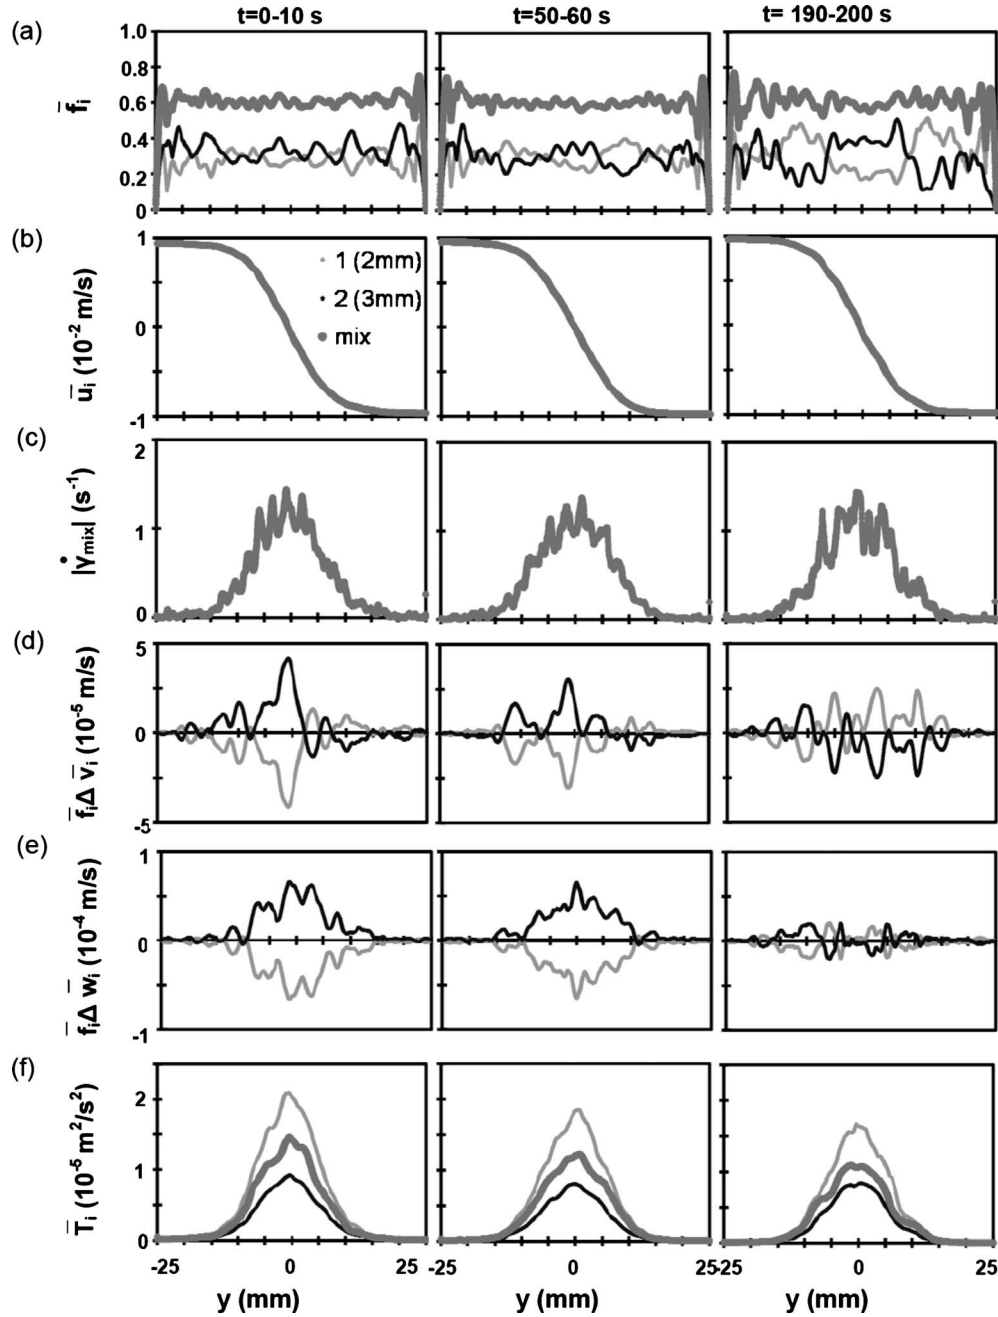 t=0-10 s t=50-60 s t= 190-200 s
(a)
f̄i
1.0
0.8
0.6
0.4
0.2
0
(b)
ūi (10-2 m/s)
1
0
-1
1 (2mm)
2 (3mm)
mix
(c)
|γ̇mix| (s-1)
2
1
0
(d)
f̄iΔ v̄i (10-5 m/s)
5
0
-5
(e)
f̄iΔ w̄i (10-4 m/s)
1
0
-1
(f)
T̄i (10-5 m2/s2)
2
1
0
-25 0 25 -25 0 25 -25 0 25
y (mm) y (mm) y (mm)